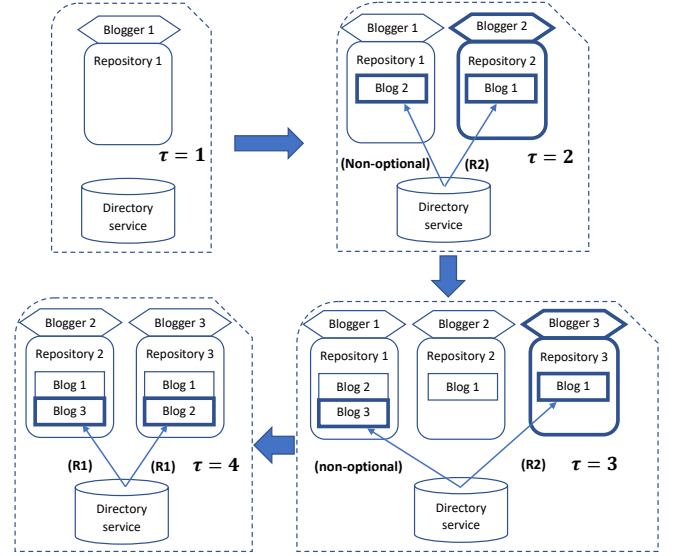 Blogger 1
Repository 1
τ = 1
Directory
service
Blogger 1
Blogger 2
Repository 1
Repository 2
Blog 2
Blog 1
(Non-optional)
(R2)
τ = 2
Directory
service
Blogger 2
Blogger 3
Repository 2
Repository 3
Blog 1
Blog 1
Blog 3
Blog 2
(R1)
(R1)
τ = 4
Directory
service
Blogger 1
Blogger 2
Blogger 3
Repository 1
Repository 2
Repository 3
Blog 2
Blog 1
Blog 1
Blog 3
(non-optional)
(R2)
τ = 3
Directory
service